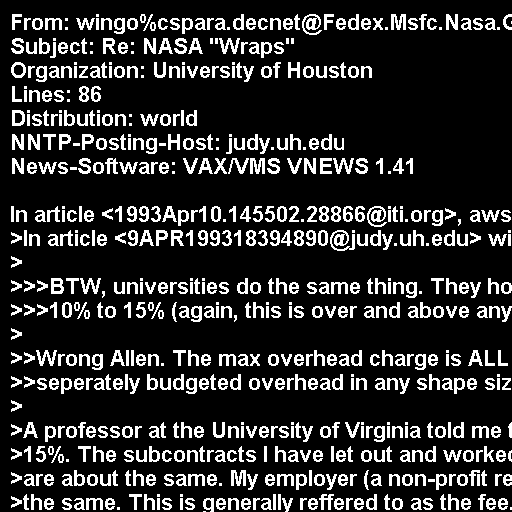 From: wingo%cspara.decnet@Fedex.Msfc.Nasa.G
Subject: Re: NASA "Wraps"
Organization: University of Houston
Lines: 86
Distribution: world
NNTP-Posting-Host: judy.uh.edu
News-Software: VAX/VMS VNEWS 1.41

In article <1993Apr10.145502.28866@iti.org>, aws
>In article <9APR199318394890@judy.uh.edu> wi
>
>>>BTW, universities do the same thing. They ho
>>>10% to 15% (again, this is over and above any
>
>>Wrong Allen. The max overhead charge is ALL
>>seperately budgeted overhead in any shape siz
>
>A professor at the University of Virginia told me t
>15%. The subcontracts I have let out and worked
>are about the same. My employer (a non-profit re
>the same. This is generally reffered to as the fee.